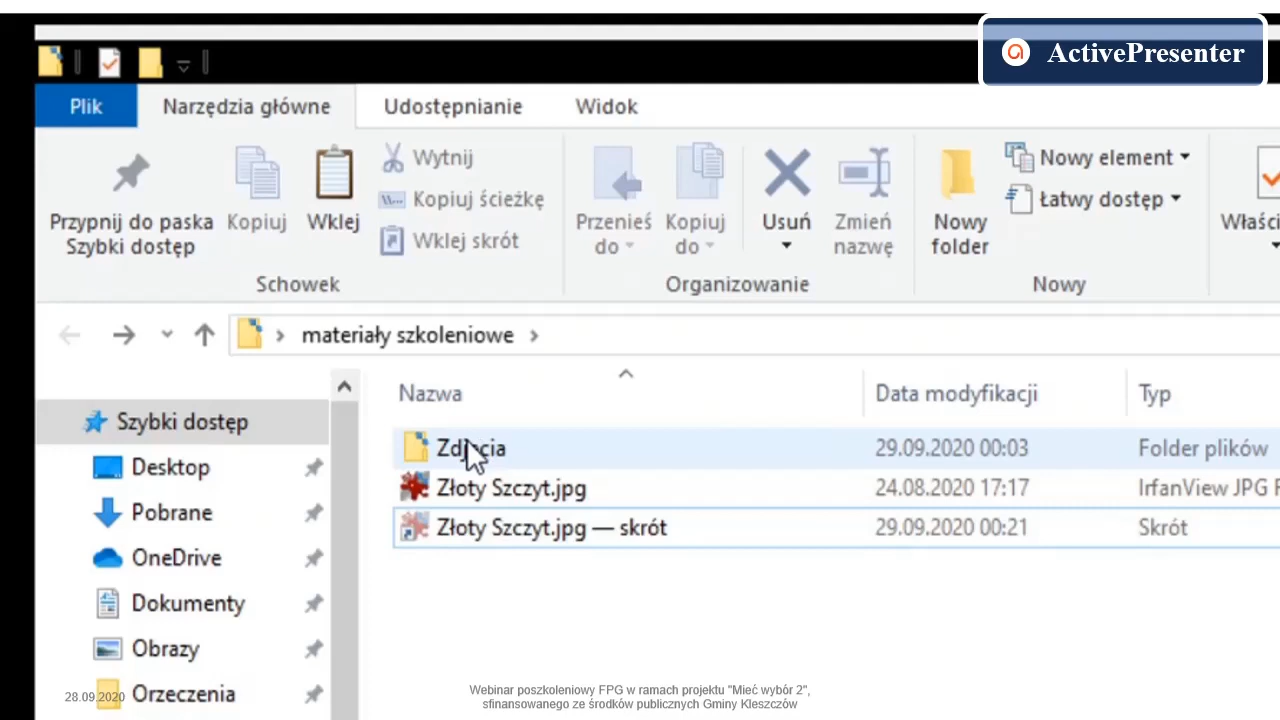 ActivePresenter
Plik Narzędzia główne Udostępnianie Widok
Przypnij do paska
Szybki dostęp
Kopiuj
Wklej
Wytnij
Kopiuj ścieżkę
Wklej skrót
Schowek
Przenieś
do
Kopiuj
do
Usuń
Zmień
nazwę
Organizowanie
Nowy
folder
Nowy element
Łatwy dostęp
Nowy
Właści
materiały szkoleniowe
Nazwa Data modyfikacji Typ
Zdjęcia 29.09.2020 00:03 Folder plików
Złoty Szczyt.jpg 24.08.2020 17:17 IrfanView JPG F
Złoty Szczyt.jpg — skrót 29.09.2020 00:21 Skrót
Szybki dostęp
Desktop
Pobrane
OneDrive
Dokumenty
Obrazy
Orzeczenia
28.09.2020
Webinar poszkoleniowy FPG w ramach projektu "Mieć wybór 2",
sfinansowanego ze środków publicznych Gminy Kleszczów